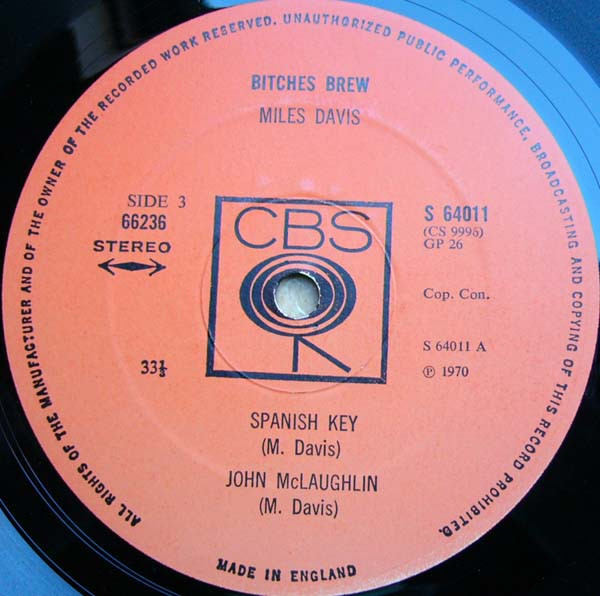 ALL RIGHTS OF THE MANUFACTURER AND OF THE OWNER OF THE RECORDED WORK RESERVED. UNAUTHORIZED PUBLIC PERFORMANCE, BROADCASTING AND COPYING OF THIS RECORD PROHIBITED.
BITCHES BREW
MILES DAVIS
SIDE 3
66236
STEREO
S 64011
(CS 9996)
GP 26
CBS
Cop. Con.
33⅓
S 64011 A
Ⓟ 1970
SPANISH KEY
(M. Davis)
JOHN McLAUGHLIN
(M. Davis)
MADE IN ENGLAND